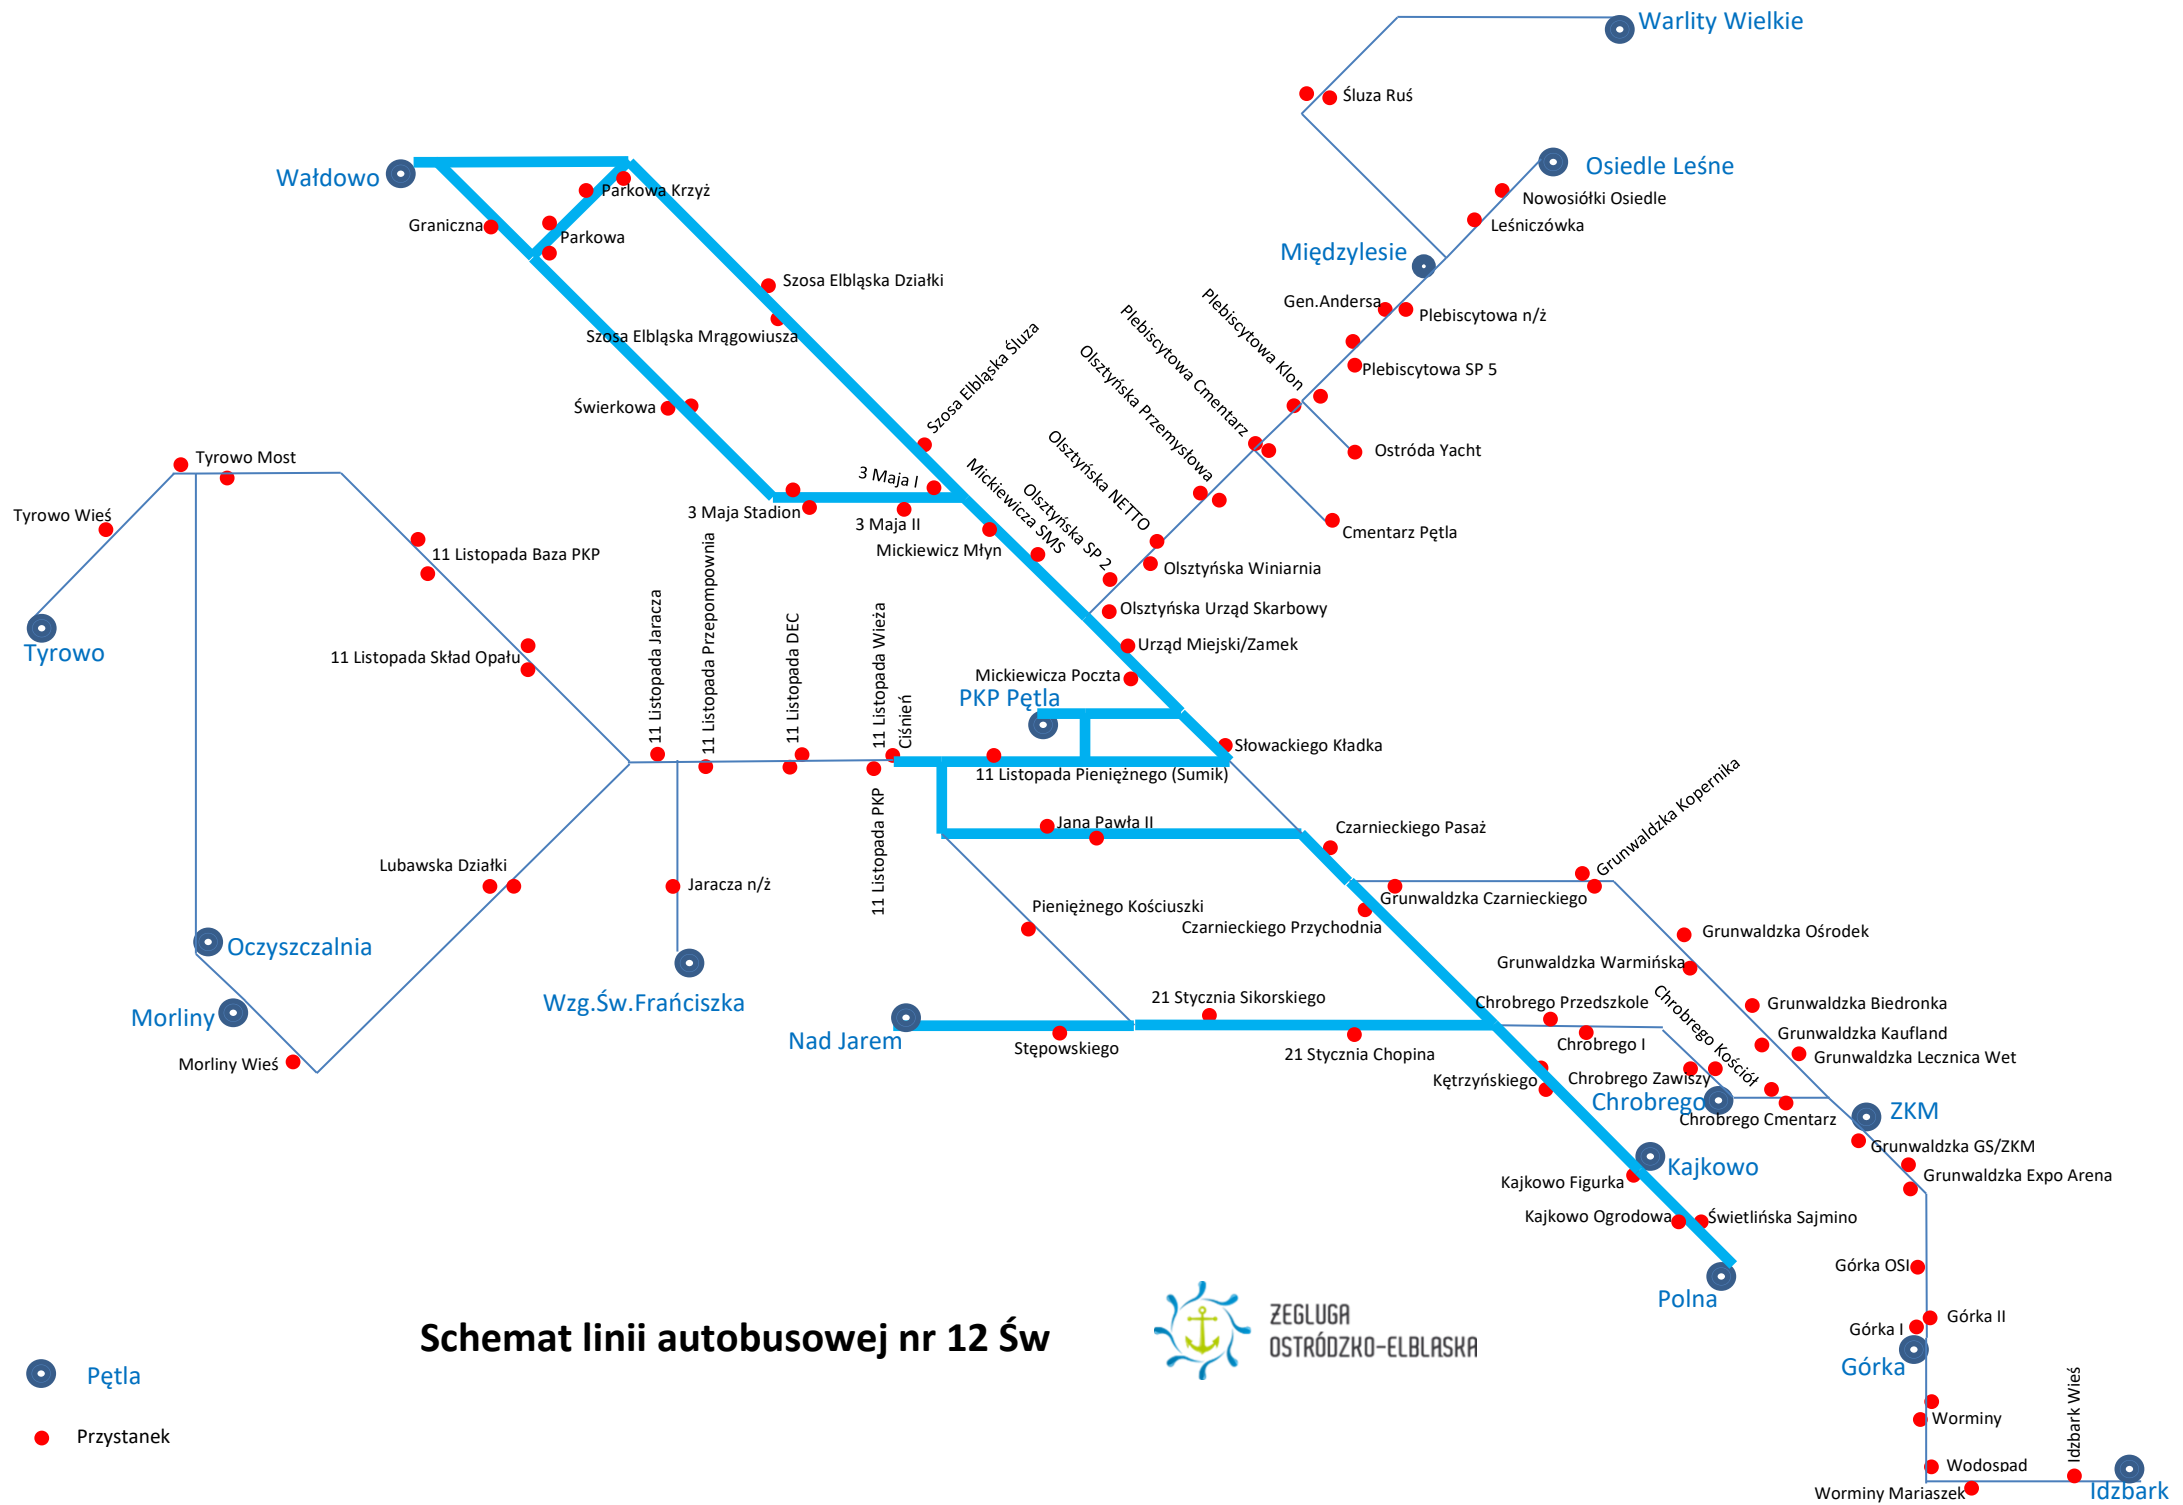 Warlity Wielkie
Śluza Ruś
Osiedle Leśne
Wałdowo
Parkowa Krzyż
Nowosiółki Osiedle
Graniczna
Leśniczówka
Parkowa
Międzylesie
Szosa Elbląska Działki
Gen.Andersa
Plebiscytowa n/ż
Szosa Elbląska Mrągowiusza
Szosa Elbląska Śluza
Plebiscytowa Klon
Plebiscytowa Cmentarz
Olsztyńska Przemysłowa
Plebiscytowa SP 5
Świerkowa
Olsztyńska NETTO
Ostróda Yacht
Tyrowo Most
3 Maja I
Mickiewicza SMS
Olsztyńska SP 2
3 Maja Stadion
3 Maja II
Tyrowo Wieś
Cmentarz Pętla
Mickiewicz Młyn
11 Listopada Baza PKP
Olsztyńska Winiarnia
Olsztyńska Urząd Skarbowy
11 Listopada Jaracza
11 Listopada Przepompownia
11 Listopada DEC
11 Listopada Wieża
Ciśnień
Urząd Miejski/Zamek
Tyrowo
11 Listopada Skład Opału
Mickiewicza Poczta
PKP Pętla
Słowackiego Kładka
11 Listopada Pieniężnego (Sumik)
Grunwaldzka Kopernika
11 Listopada PKP
Jana Pawła II
Czarnieckiego Pasaż
Lubawska Działki
Jaracza n/ż
Grunwaldzka Czarnieckiego
Pieniężnego Kościuszki
Czarnieckiego Przychodnia
Grunwaldzka Ośrodek
Oczyszczalnia
Grunwaldzka Warmińska
Wzg.Św.Frańciszka
21 Stycznia Sikorskiego
Chrobrego Przedszkole
Chrobrego Kościół
Grunwaldzka Biedronka
Morliny
Nad Jarem
Stępowskiego
21 Stycznia Chopina
Chrobrego I
Grunwaldzka Kaufland
Grunwaldzka Lecznica Wet
Morliny Wieś
Kętrzyńskiego
Chrobrego Zawiszy
Chrobrego
Chrobrego Cmentarz
ZKM
Grunwaldzka GS/ZKM
Kajkowo
Kajkowo Figurka
Grunwaldzka Expo Arena
Kajkowo Ogrodowa
Świetlińska Sajmino
Górka OSI
Polna
Górka II
Górka I
Schemat linii autobusowej nr 12 Św
ŻEGLUGA
OSTRÓDZKO-ELBLASKA
Górka
Pętla
Idzbark Wieś
Worminy
Przystanek
Wodospad
Worminy Mariaszek
Idzbark